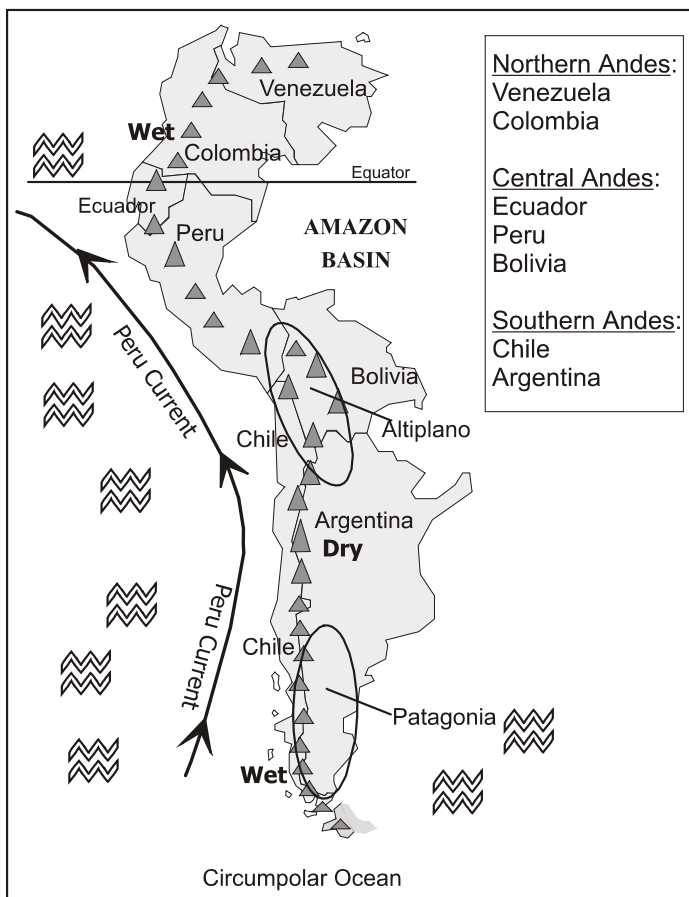 Northern Andes:
Venezuela
Colombia
Central Andes:
Ecuador
Peru
Bolivia
Southern Andes:
Chile
Argentina
Venezuela
Wet
Colombia
Equator
Ecuador
Peru
AMAZON
BASIN
Peru Current
Bolivia
Altiplano
Chile
Argentina
Dry
Peru Current
Chile
Patagonia
Wet
Circumpolar Ocean